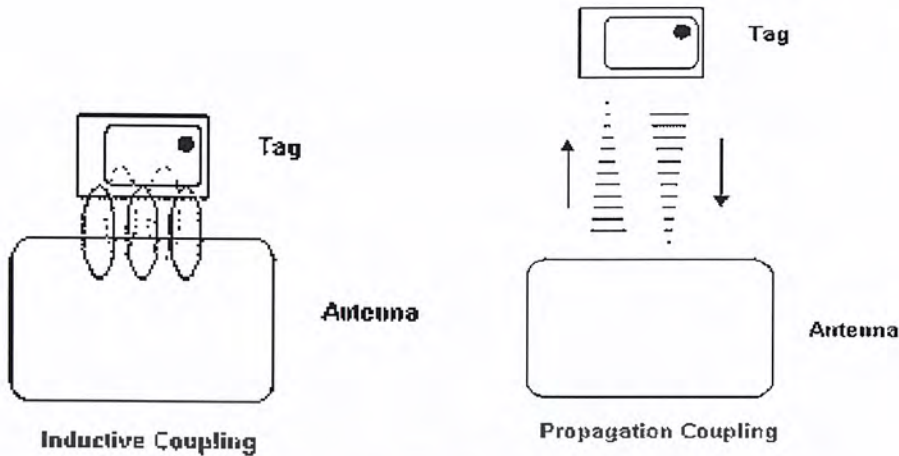 Tag
Antenna
Inductive Coupling
Tag
Antenna
Propagation Coupling